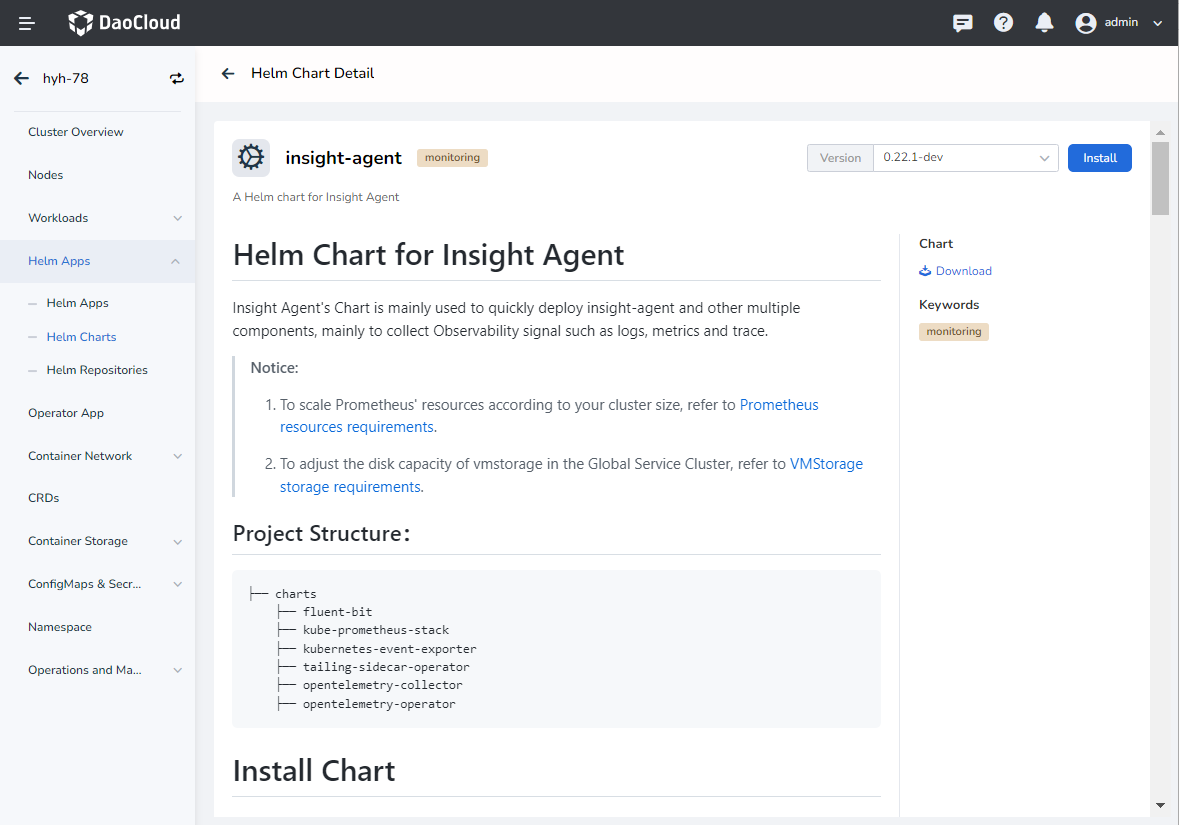 DaoCloud
admin
hyh-78
Helm Chart Detail
Cluster Overview
Nodes
Workloads
Helm Apps
Helm Apps
Helm Charts
Helm Repositories
Operator App
Container Network
CRDs
Container Storage
ConfigMaps & Secr...
Namespace
Operations and Ma...
insight-agent
monitoring
Version
0.22.1-dev
Install
A Helm chart for Insight Agent
Helm Chart for Insight Agent
Insight Agent's Chart is mainly used to quickly deploy insight-agent and other multiple
components, mainly to collect Observability signal such as logs, metrics and trace.
Notice:
1. To scale Prometheus' resources according to your cluster size, refer to Prometheus
resources requirements.
2. To adjust the disk capacity of vmstorage in the Global Service Cluster, refer to VMStorage
storage requirements.
Project Structure：
├── charts
├── fluent-bit
├── kube-prometheus-stack
├── kubernetes-event-exporter
├── tailing-sidecar-operator
├── opentelemetry-collector
├── opentelemetry-operator
Install Chart
Chart
Download
Keywords
monitoring